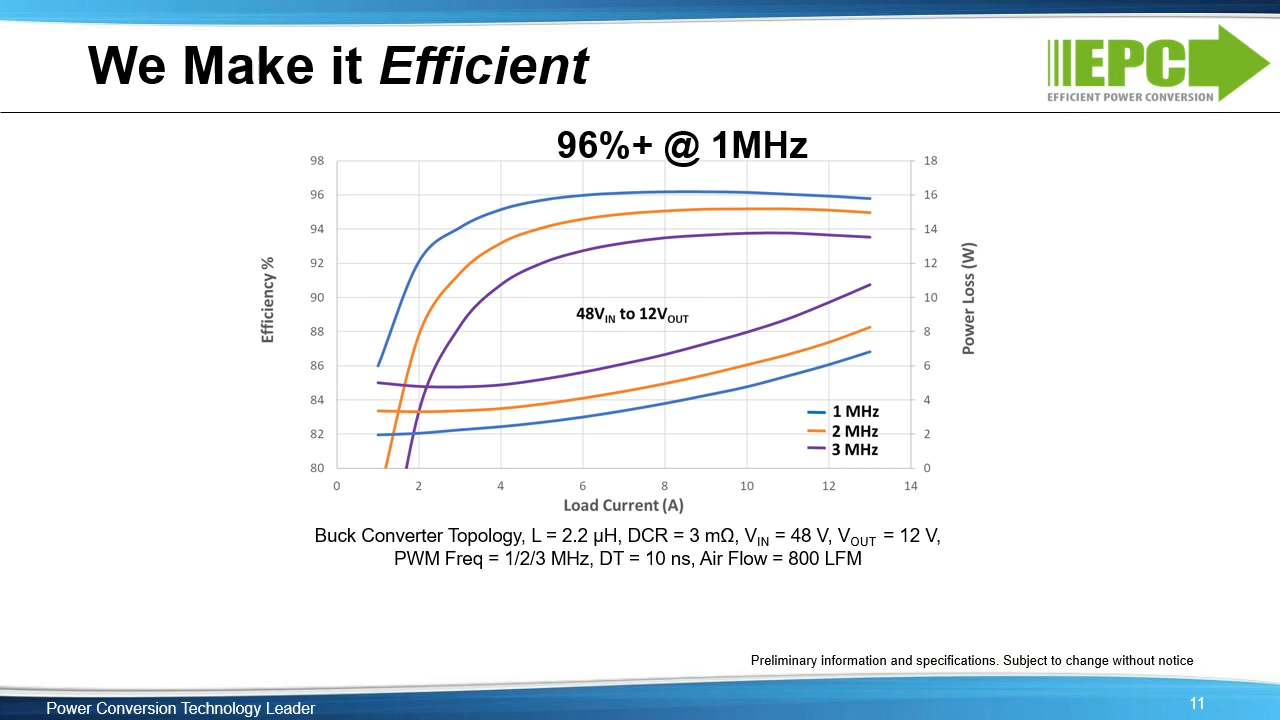 We Make it Efficient
EPC
EFFICIENT POWER CONVERSION
96%+ @ 1MHz
98
96
94
92
90
88
86
84
82
80
Efficiency %
18
16
14
12
10
8
6
4
2
0
Power Loss (W)
48VIN to 12VOUT
1 MHz
2 MHz
3 MHz
0 2 4 6 8 10 12 14
Load Current (A)
Buck Converter Topology, L = 2.2 µH, DCR = 3 mΩ, VIN = 48 V, VOUT = 12 V,
PWM Freq = 1/2/3 MHz, DT = 10 ns, Air Flow = 800 LFM
Preliminary information and specifications. Subject to change without notice
Power Conversion Technology Leader
11